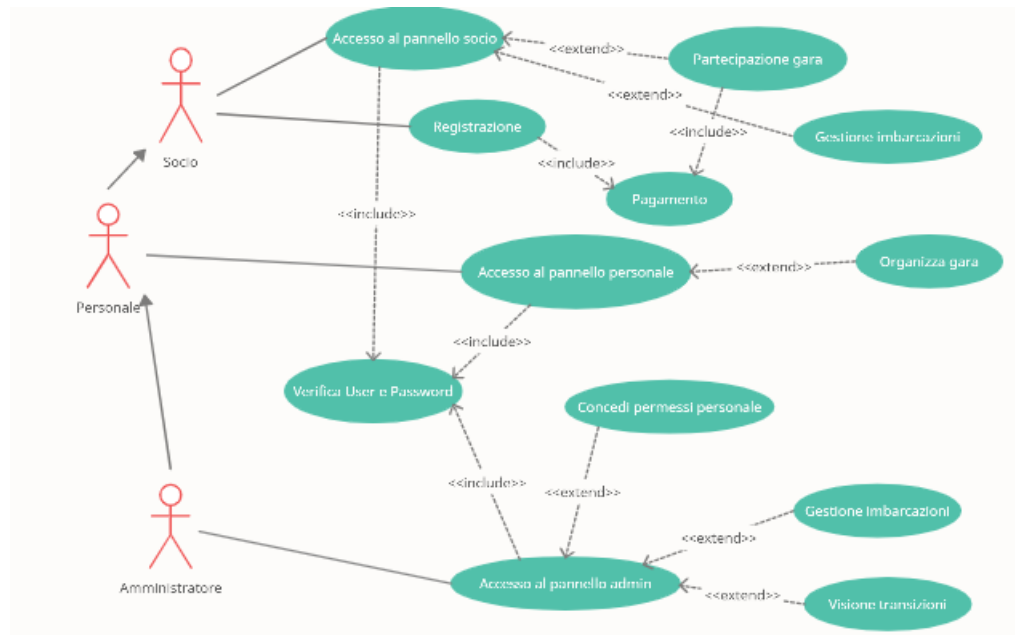 Accesso al pannello socio
<<extend>>
Partecipazione gara
<<extend>>
Registrazione
<<include>>
Gestione imbarcazioni
Socio
<<include>>
Pagamento
<<include>>
Accesso al pannello personale
<<extend>>
Organizza gara
Personale
<<include>>
Verifica User e Password
Concedi permessi personale
<<include>>
<<extend>>
Gestione imbarcazioni
<<extend>>
Amministratore
Accesso al pannello admin
<<extend>>
Visione transizioni